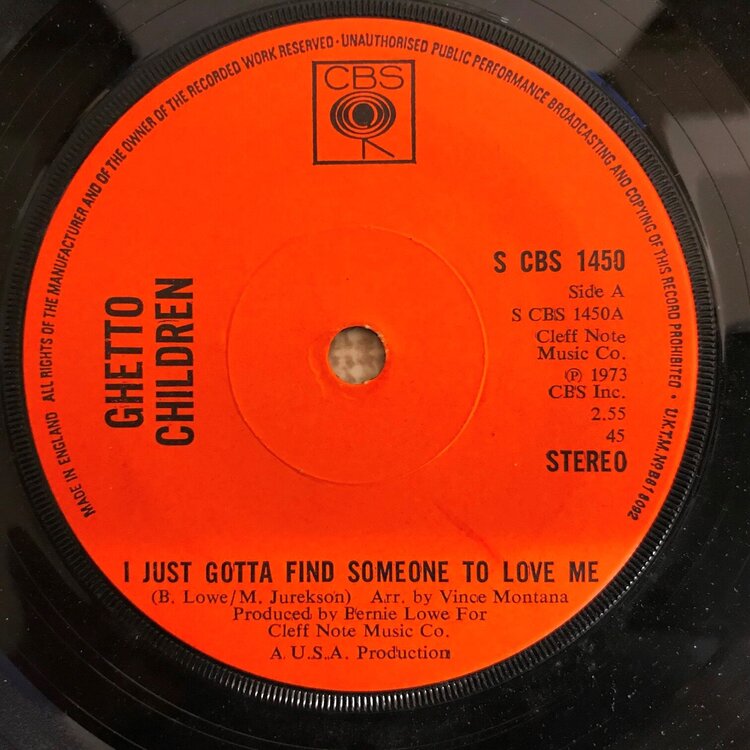 ALL RIGHTS OF THE MANUFACTURER AND OF THE OWNER OF THE RECORDED WORK RESERVED · UNAUTHORISED PUBLIC PERFORMANCE BROADCASTING AND COPYING OF THIS RECORD PROHIBITED · U.K.T.M. No B618092
MADE IN ENGLAND
CBS
GHETTO
CHILDREN
S CBS 1450
Side A
S CBS 1450A
Cleff Note
Music Co.
℗ 1973
CBS Inc.
2.55
45
STEREO
I JUST GOTTA FIND SOMEONE TO LOVE ME
(B. Lowe/M. Jurekson) Arr. by Vince Montana
Produced by Bernie Lowe For
Cleff Note Music Co.
A U.S.A. Production